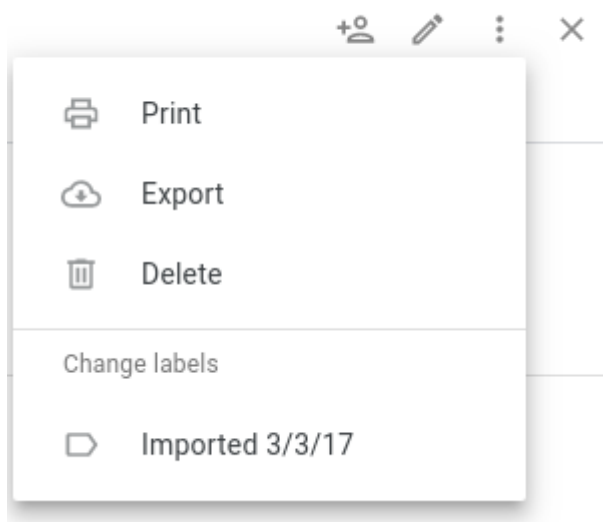 Print
Export
Delete
Change labels
Imported 3/3/17